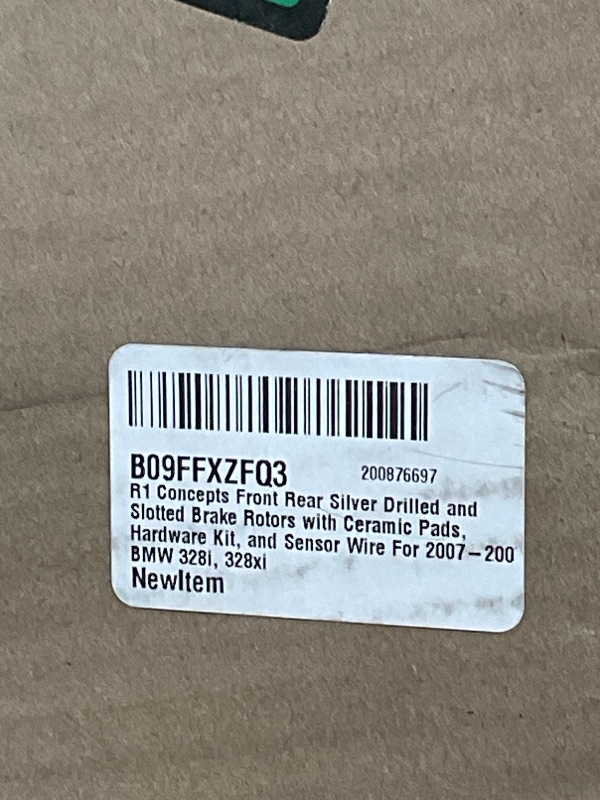 B09FFXZFQ3 200876697
R1 Concepts Front Rear Silver Drilled and
Slotted Brake Rotors with Ceramic Pads,
Hardware Kit, and Sensor Wire For 2007-200
BMW 328i, 328xi
NewItem